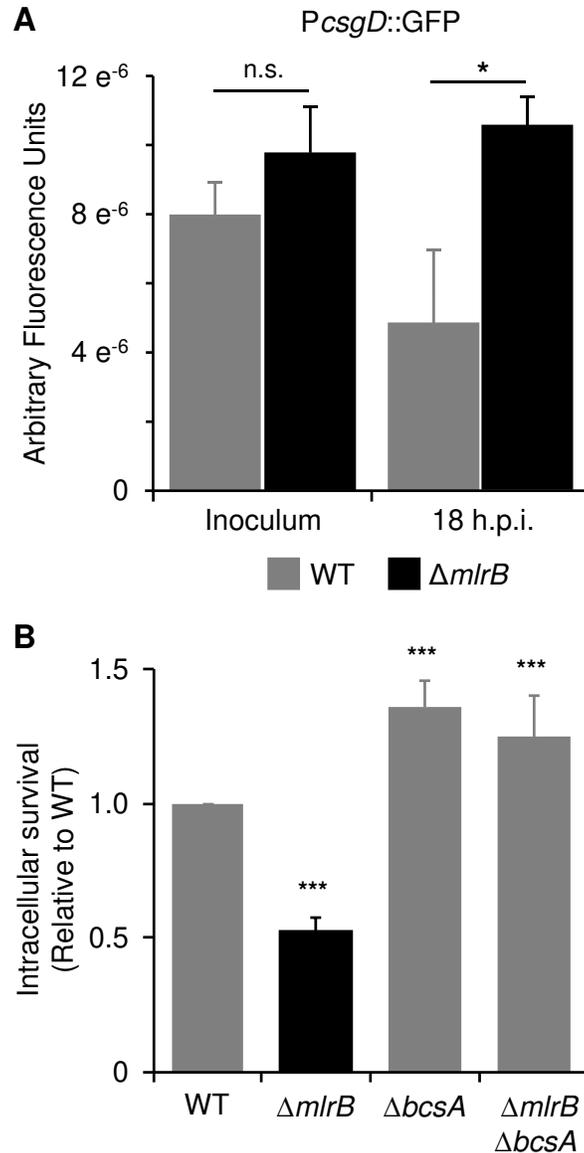 A
PcsgD::GFP
Arbitrary Fluorescence Units
12 e-6
8 e-6
4 e-6
0
n.s.
*
Inoculum
18 h.p.i.
WT
ΔmlrB
B
Intracellular survival
(Relative to WT)
1.5
1.0
0.5
0
***
***
***
WT
ΔmlrB
ΔbcsA
ΔmlrB
ΔbcsA